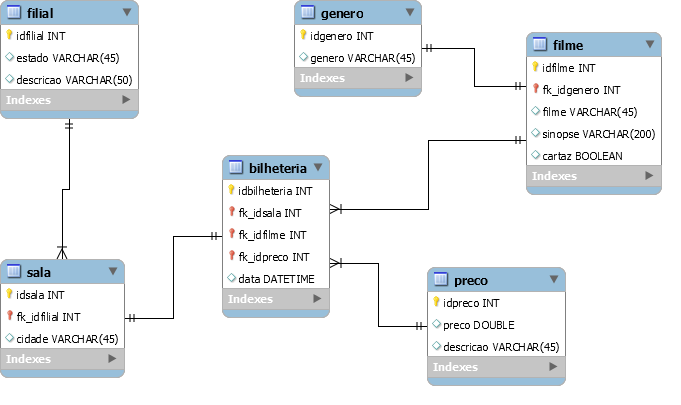 filial
idfilial INT
estado VARCHAR(45)
descricao VARCHAR(50)
Indexes
genero
idgenero INT
genero VARCHAR(45)
Indexes
filme
idfilme INT
fk_idgenero INT
filme VARCHAR(45)
sinopse VARCHAR(200)
cartaz BOOLEAN
Indexes
bilheteria
idbilheteria INT
fk_idsala INT
fk_idfilme INT
fk_idpreco INT
data DATETIME
Indexes
sala
idsala INT
fk_idfilial INT
cidade VARCHAR(45)
Indexes
preco
idpreco INT
preco DOUBLE
descricao VARCHAR(45)
Indexes